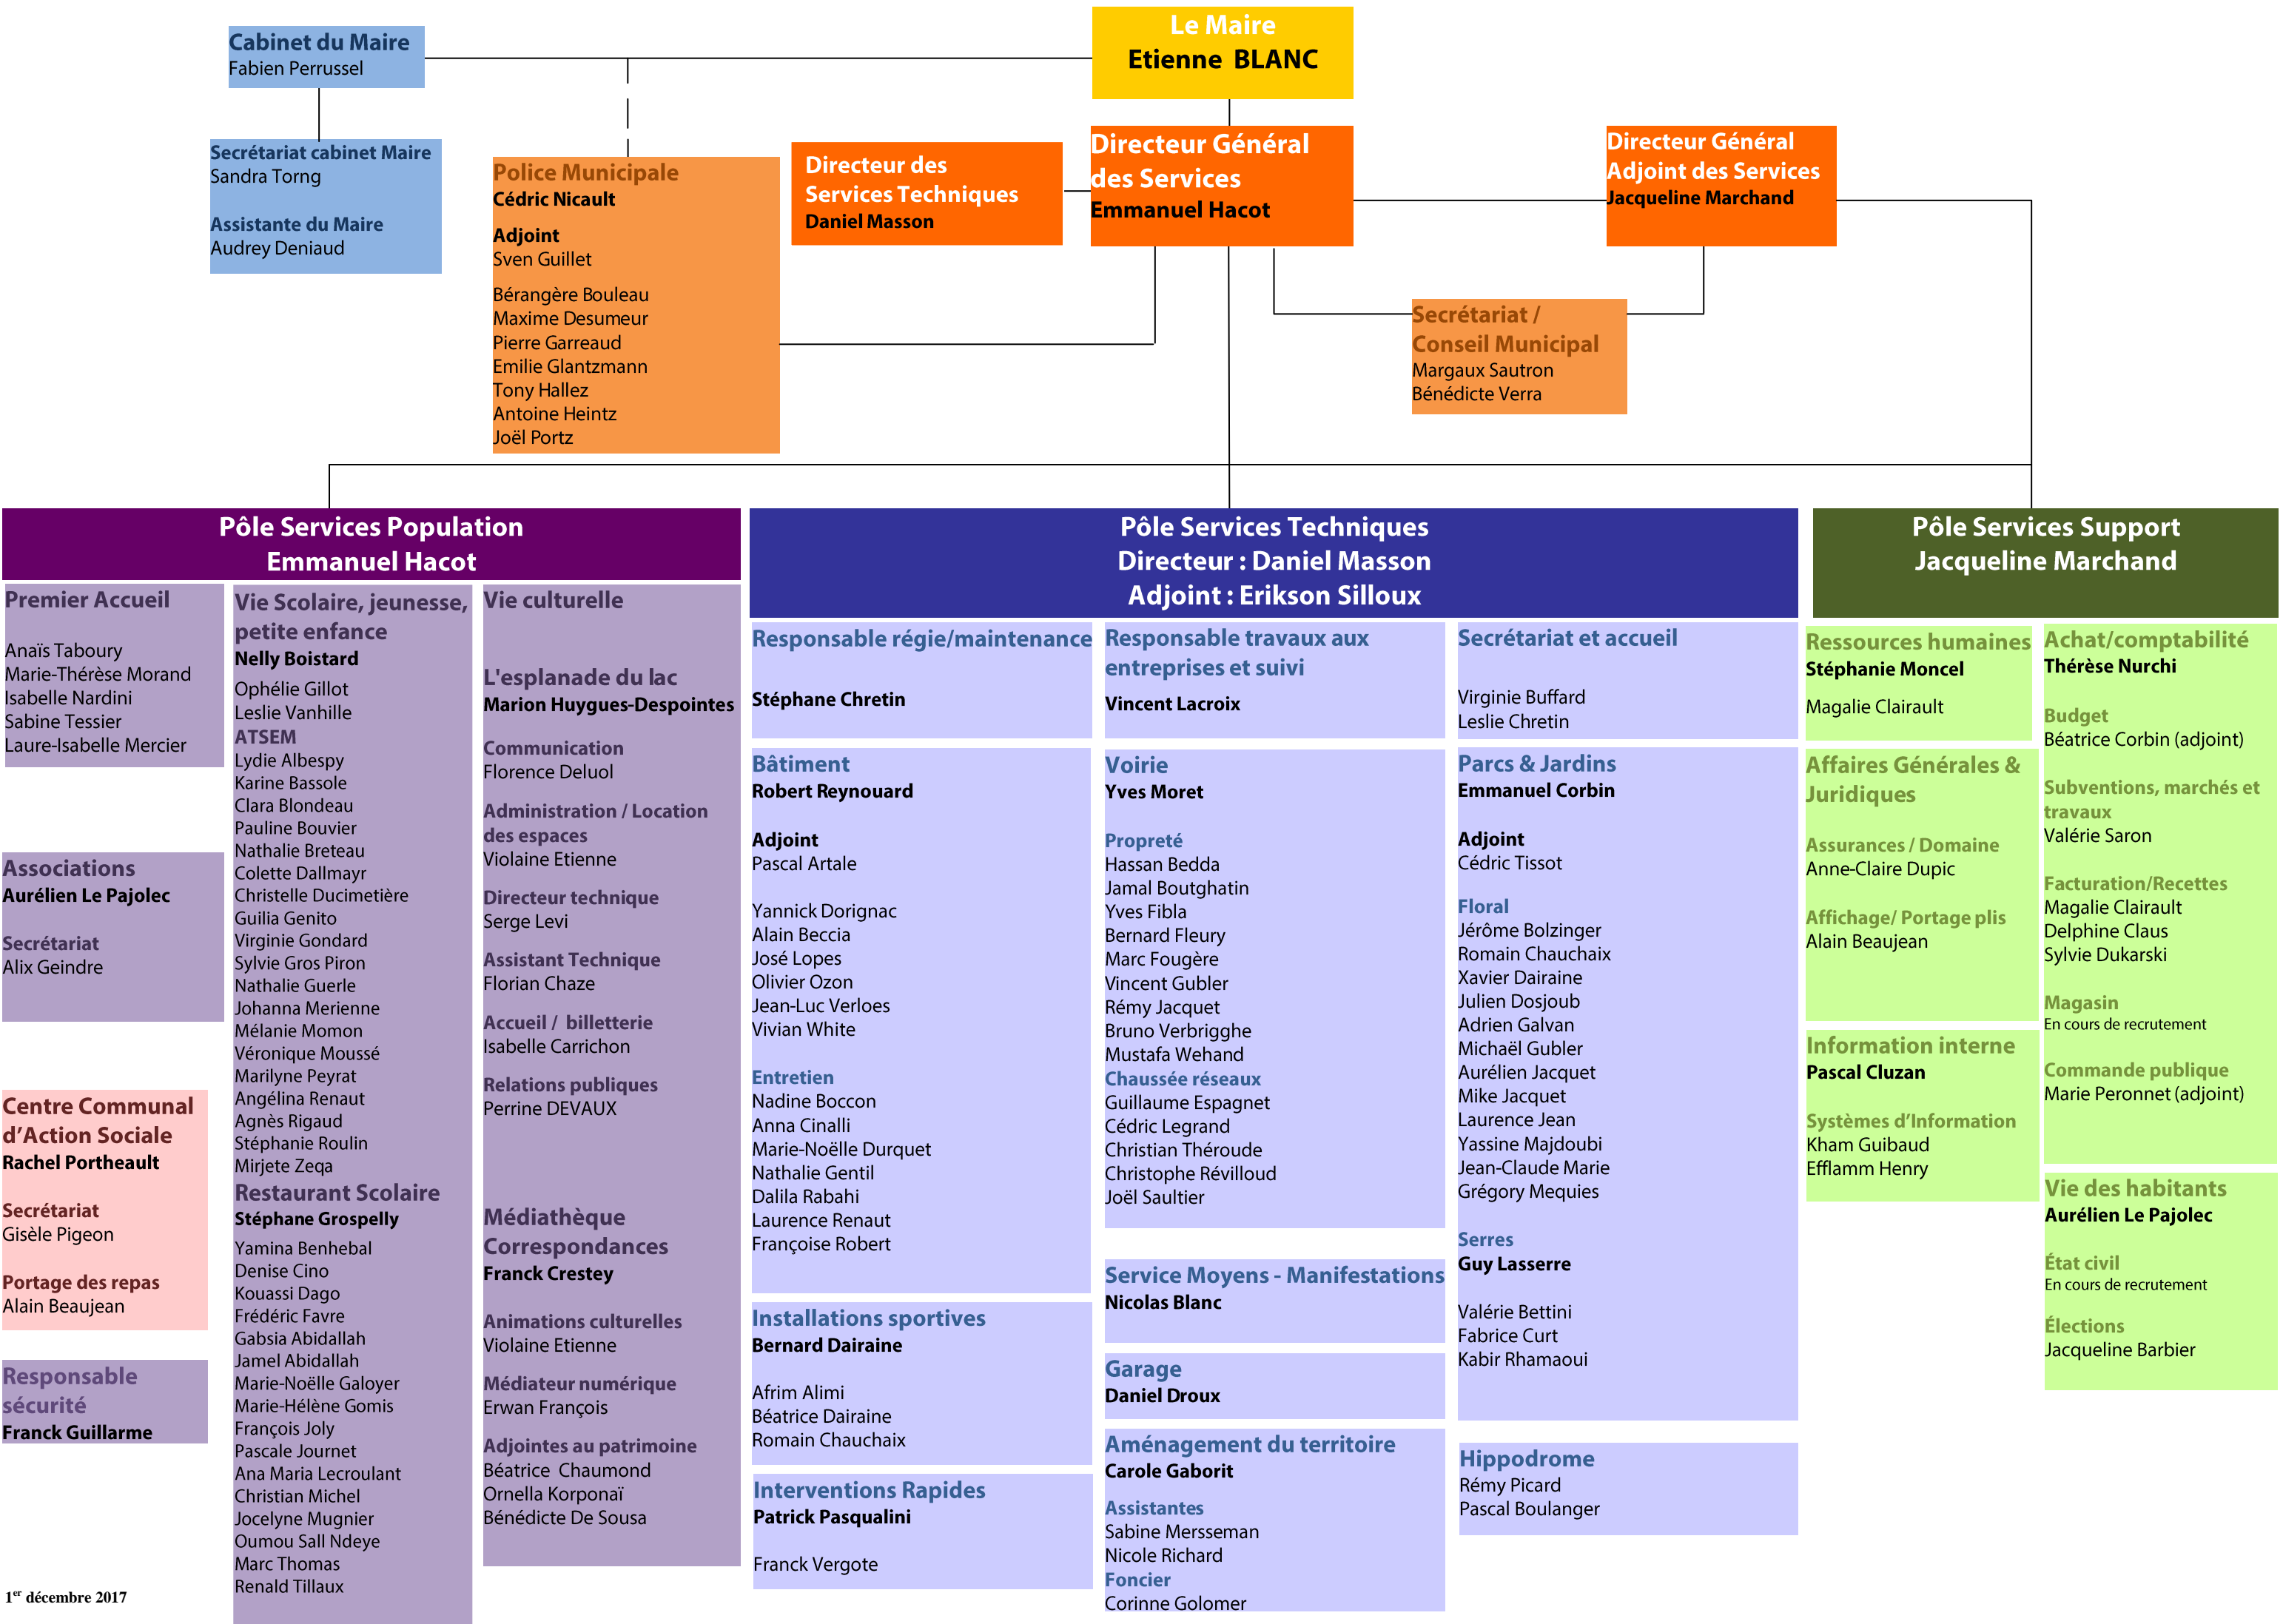 Le Maire
Etienne BLANC
Cabinet du Maire
Fabien Perrussel
Secrétariat cabinet Maire
Sandra Torng
Assistante du Maire
Audrey Deniaud
Police Municipale
Cédric Nicault
Adjoint
Sven Guillet
Bérangère Bouleau
Maxime Desumeur
Pierre Garreaud
Emilie Glantzmann
Tony Hallez
Antoine Heintz
Joël Portz
Directeur des
Services Techniques
Daniel Masson
Directeur Général
des Services
Emmanuel Hacot
Directeur Général
Adjoint des Services
Jacqueline Marchand
Secrétariat /
Conseil Municipal
Margaux Sautron
Bénédicte Verra
Pôle Services Population
Emmanuel Hacot
Premier Accueil
Anaïs Taboury
Marie-Thérèse Morand
Isabelle Nardini
Sabine Tessier
Laure-Isabelle Mercier
Associations
Aurélien Le Pajolec
Secrétariat
Alix Geindre
Centre Communal
d’Action Sociale
Rachel Portheault
Secrétariat
Gisèle Pigeon
Portage des repas
Alain Beaujean
Responsable
sécurité
Franck Guillarme
Vie Scolaire, jeunesse,
petite enfance
Nelly Boistard
Ophélie Gillot
Leslie Vanhille
ATSEM
Lydie Albespy
Karine Bassole
Clara Blondeau
Pauline Bouvier
Nathalie Breteau
Colette Dallmayr
Christelle Ducimetière
Guilia Genito
Virginie Gondard
Sylvie Gros Piron
Nathalie Guerle
Johanna Merienne
Mélanie Momon
Véronique Moussé
Marilyne Peyrat
Angélina Renaut
Agnès Rigaud
Stéphanie Roulin
Mirjete Zeqa
Restaurant Scolaire
Stéphane Grospelly
Yamina Benhebal
Denise Cino
Kouassi Dago
Frédéric Favre
Gabsia Abidallah
Jamel Abidallah
Marie-Noëlle Galoyer
Marie-Hélène Gomis
François Joly
Pascale Journet
Ana Maria Lecroulant
Christian Michel
Jocelyne Mugnier
Oumou Sall Ndeye
Marc Thomas
Renald Tillaux
Vie culturelle
L'esplanade du lac
Marion Huygues-Despointes
Communication
Florence Deluol
Administration / Location
des espaces
Violaine Etienne
Directeur technique
Serge Levi
Assistant Technique
Florian Chaze
Accueil / billetterie
Isabelle Carrichon
Relations publiques
Perrine DEVAUX
Médiathèque
Correspondances
Franck Crestey
Animations culturelles
Violaine Etienne
Médiateur numérique
Erwan François
Adjointes au patrimoine
Béatrice Chaumond
Ornella Korponaï
Bénédicte De Sousa
Pôle Services Techniques
Directeur : Daniel Masson
Adjoint : Erikson Silloux
Responsable régie/maintenance
Stéphane Chretin
Bâtiment
Robert Reynouard
Adjoint
Pascal Artale
Yannick Dorignac
Alain Beccia
José Lopes
Olivier Ozon
Jean-Luc Verloes
Vivian White
Entretien
Nadine Boccon
Anna Cinalli
Marie-Noëlle Durquet
Nathalie Gentil
Dalila Rabahi
Laurence Renaut
Françoise Robert
Installations sportives
Bernard Dairaine
Afrim Alimi
Béatrice Dairaine
Romain Chauchaix
Interventions Rapides
Patrick Pasqualini
Franck Vergote
Responsable travaux aux
entreprises et suivi
Vincent Lacroix
Voirie
Yves Moret
Propreté
Hassan Bedda
Jamal Boutghatin
Yves Fibla
Bernard Fleury
Marc Fougère
Vincent Gubler
Rémy Jacquet
Bruno Verbrigghe
Mustafa Wehand
Chaussée réseaux
Guillaume Espagnet
Cédric Legrand
Christian Théroude
Christophe Révilloud
Joël Saultier
Service Moyens - Manifestations
Nicolas Blanc
Garage
Daniel Droux
Aménagement du territoire
Carole Gaborit
Assistantes
Sabine Mersseman
Nicole Richard
Foncier
Corinne Golomer
Secrétariat et accueil
Virginie Buffard
Leslie Chretin
Parcs & Jardins
Emmanuel Corbin
Adjoint
Cédric Tissot
Floral
Jérôme Bolzinger
Romain Chauchaix
Xavier Dairaine
Julien Dosjoub
Adrien Galvan
Michaël Gubler
Aurélien Jacquet
Mike Jacquet
Laurence Jean
Yassine Majdoubi
Jean-Claude Marie
Grégory Mequies
Serres
Guy Lasserre
Valérie Bettini
Fabrice Curt
Kabir Rhamaoui
Hippodrome
Rémy Picard
Pascal Boulanger
Pôle Services Support
Jacqueline Marchand
Ressources humaines
Stéphanie Moncel
Magalie Clairault
Affaires Générales &
Juridiques
Assurances / Domaine
Anne-Claire Dupic
Affichage/ Portage plis
Alain Beaujean
Information interne
Pascal Cluzan
Systèmes d’Information
Kham Guibaud
Efflamm Henry
Achat/comptabilité
Thérèse Nurchi
Budget
Béatrice Corbin (adjoint)
Subventions, marchés et
travaux
Valérie Saron
Facturation/Recettes
Magalie Clairault
Delphine Claus
Sylvie Dukarski
Magasin
En cours de recrutement
Commande publique
Marie Peronnet (adjoint)
Vie des habitants
Aurélien Le Pajolec
État civil
En cours de recrutement
Élections
Jacqueline Barbier
1er décembre 2017